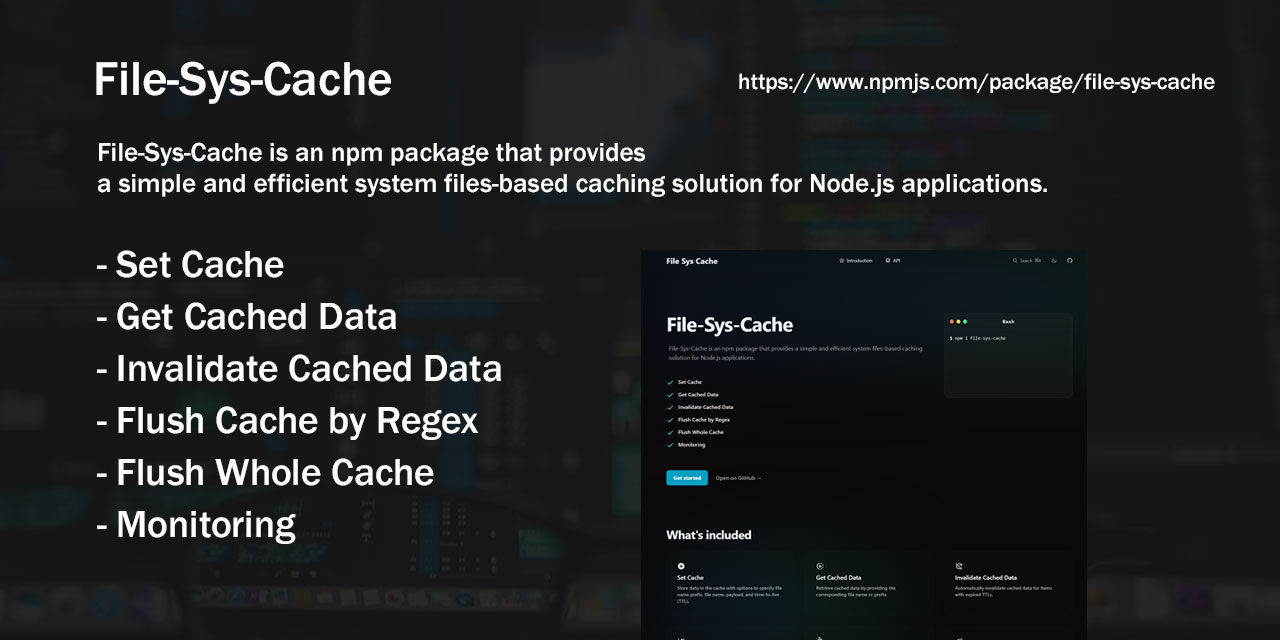 File-Sys-Cache
https://www.npmjs.com/package/file-sys-cache
File-Sys-Cache is an npm package that provides
a simple and efficient system files-based caching solution for Node.js applications.
- Set Cache
- Get Cached Data
- Invalidate Cached Data
- Flush Cache by Regex
- Flush Whole Cache
- Monitoring
File Sys Cache
Introduction
API
Search ⌘K
File-Sys-Cache
File-Sys-Cache is an npm package that provides a simple and efficient system files-based caching
solution for Node.js applications.
Set Cache
Get Cached Data
Invalidate Cached Data
Flush Cache by Regex
Flush Whole Cache
Monitoring
Get started
Open on GitHub →
Bash
$ npm i file-sys-cache
What's included
Set Cache
Store data in the cache with options to specify file
name prefix, file name, payload, and time-to-live
(TTL).
Get Cached Data
Retrieve cached data by providing the
corresponding file name or prefix.
Invalidate Cached Data
Automatically invalidate cached data for items
with expired TTLs.